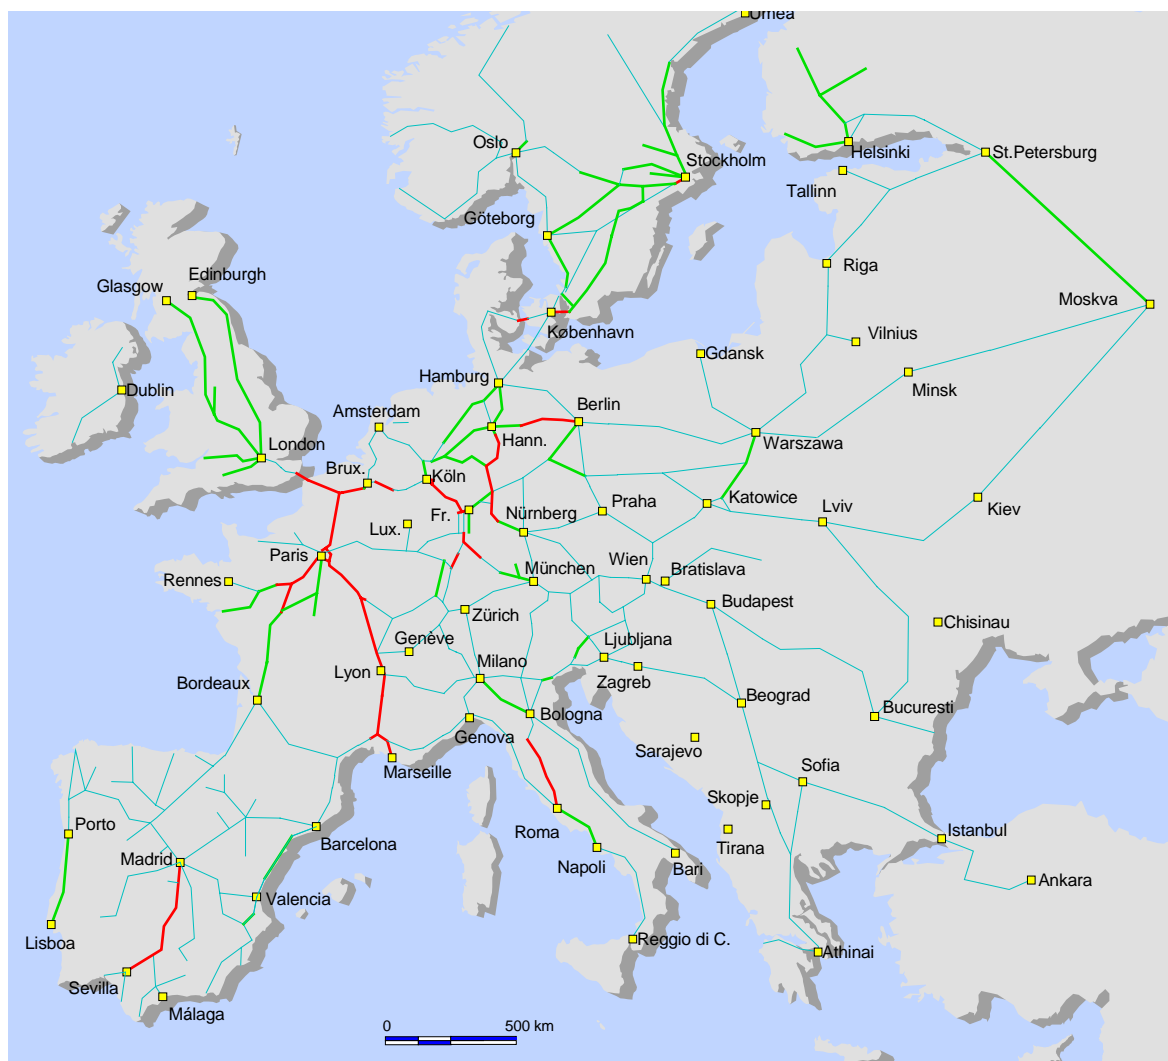 Umea
Oslo
Stockholm
Helsinki
St.Petersburg
Tallinn
Göteborg
Riga
Edinburgh
Glasgow
Moskva
København
Vilnius
Gdansk
Minsk
Hamburg
Dublin
Amsterdam
Berlin
Hann.
Warszawa
London
Brux.
Köln
Katowice
Lviv
Kiev
Praha
Fr.
Nürnberg
Lux.
Paris
Wien
München
Bratislava
Rennes
Budapest
Zürich
Chisinau
Genéve
Ljubljana
Milano
Lyon
Zagreb
Bordeaux
Beograd
Bucuresti
Bologna
Genova
Sarajevo
Sofia
Marseille
Skopje
Porto
Roma
Istanbul
Barcelona
Tirana
Madrid
Napoli
Bari
Ankara
Valencia
Lisboa
Reggio di C.
Athinai
Sevilla
Málaga
0 500 km